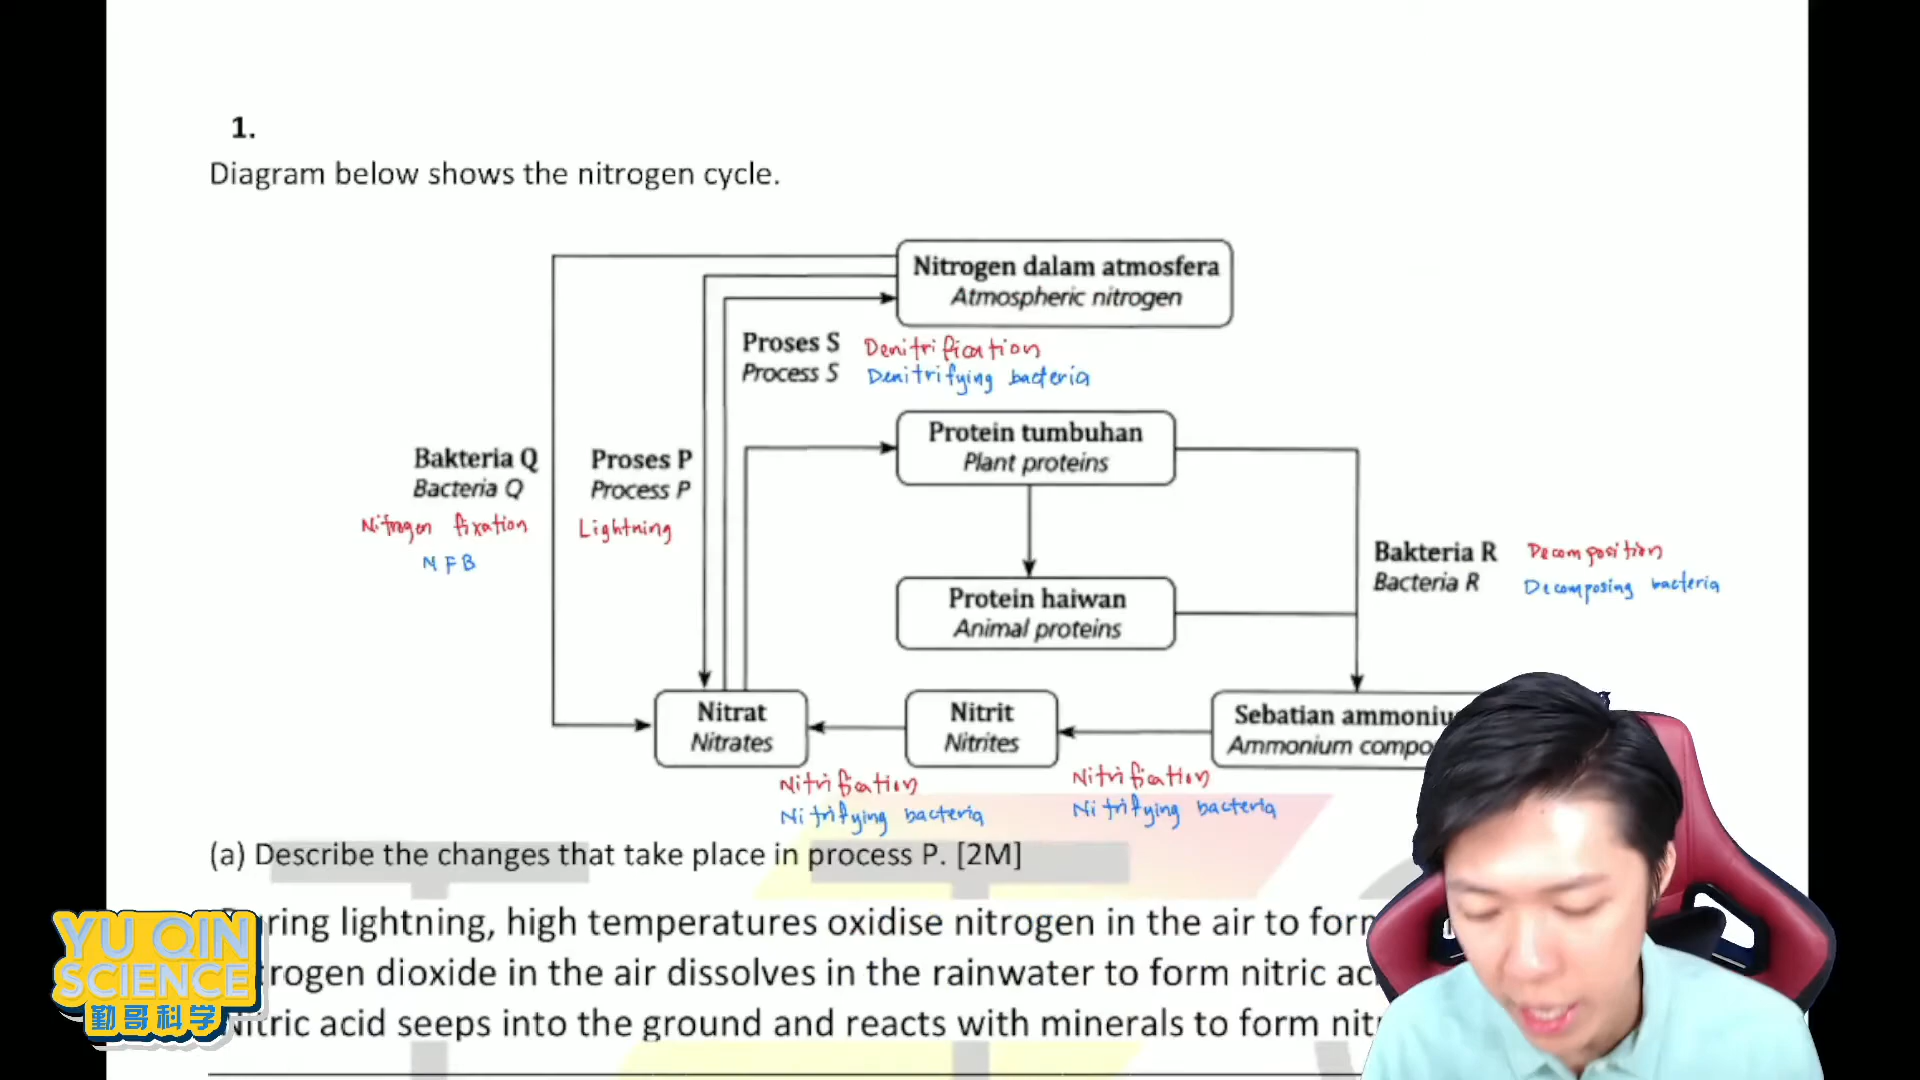 1.
Diagram below shows the nitrogen cycle.
Nitrogen dalam atmosfera
Atmospheric nitrogen
Proses S
Process S
Denitrification
Denitrifying bacteria
Protein tumbuhan
Plant proteins
Bakteria Q
Bacteria Q
Nitrogen fixation
NFB
Proses P
Process P
Lightning
Bakteria R
Bacteria R
Decomposition
Decomposing bacteria
Protein haiwan
Animal proteins
Nitrat
Nitrates
Nitrit
Nitrites
Sebatian
Ammonium
Nitrification
Nitrifying bacteria
Nitrification
Nitrifying bacteria
(a) Describe the changes that take place in process P. [2M]
lightning, high temperatures oxidise nitrogen in the air to form
dioxide in the air dissolves in the rainwater to form nitric
acid seeps into the ground and reacts with minerals to form
YU QIN
SCIENCE
勤哥科学